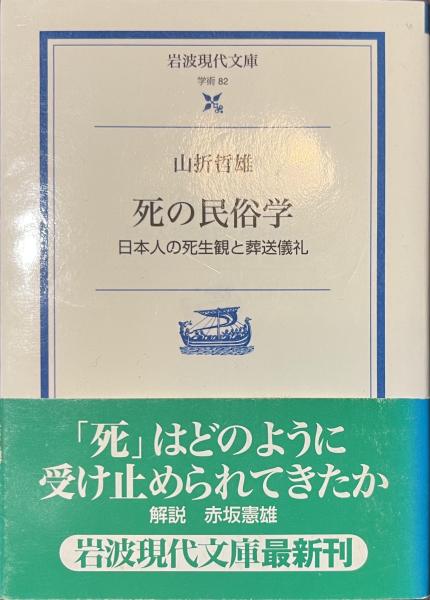 岩波現代文庫
学術 82
山折哲雄
死の民俗学
日本人の死生観と葬送儀礼
「死」はどのように
受け止められてきたか
解説 赤坂憲雄
岩波現代文庫最新刊